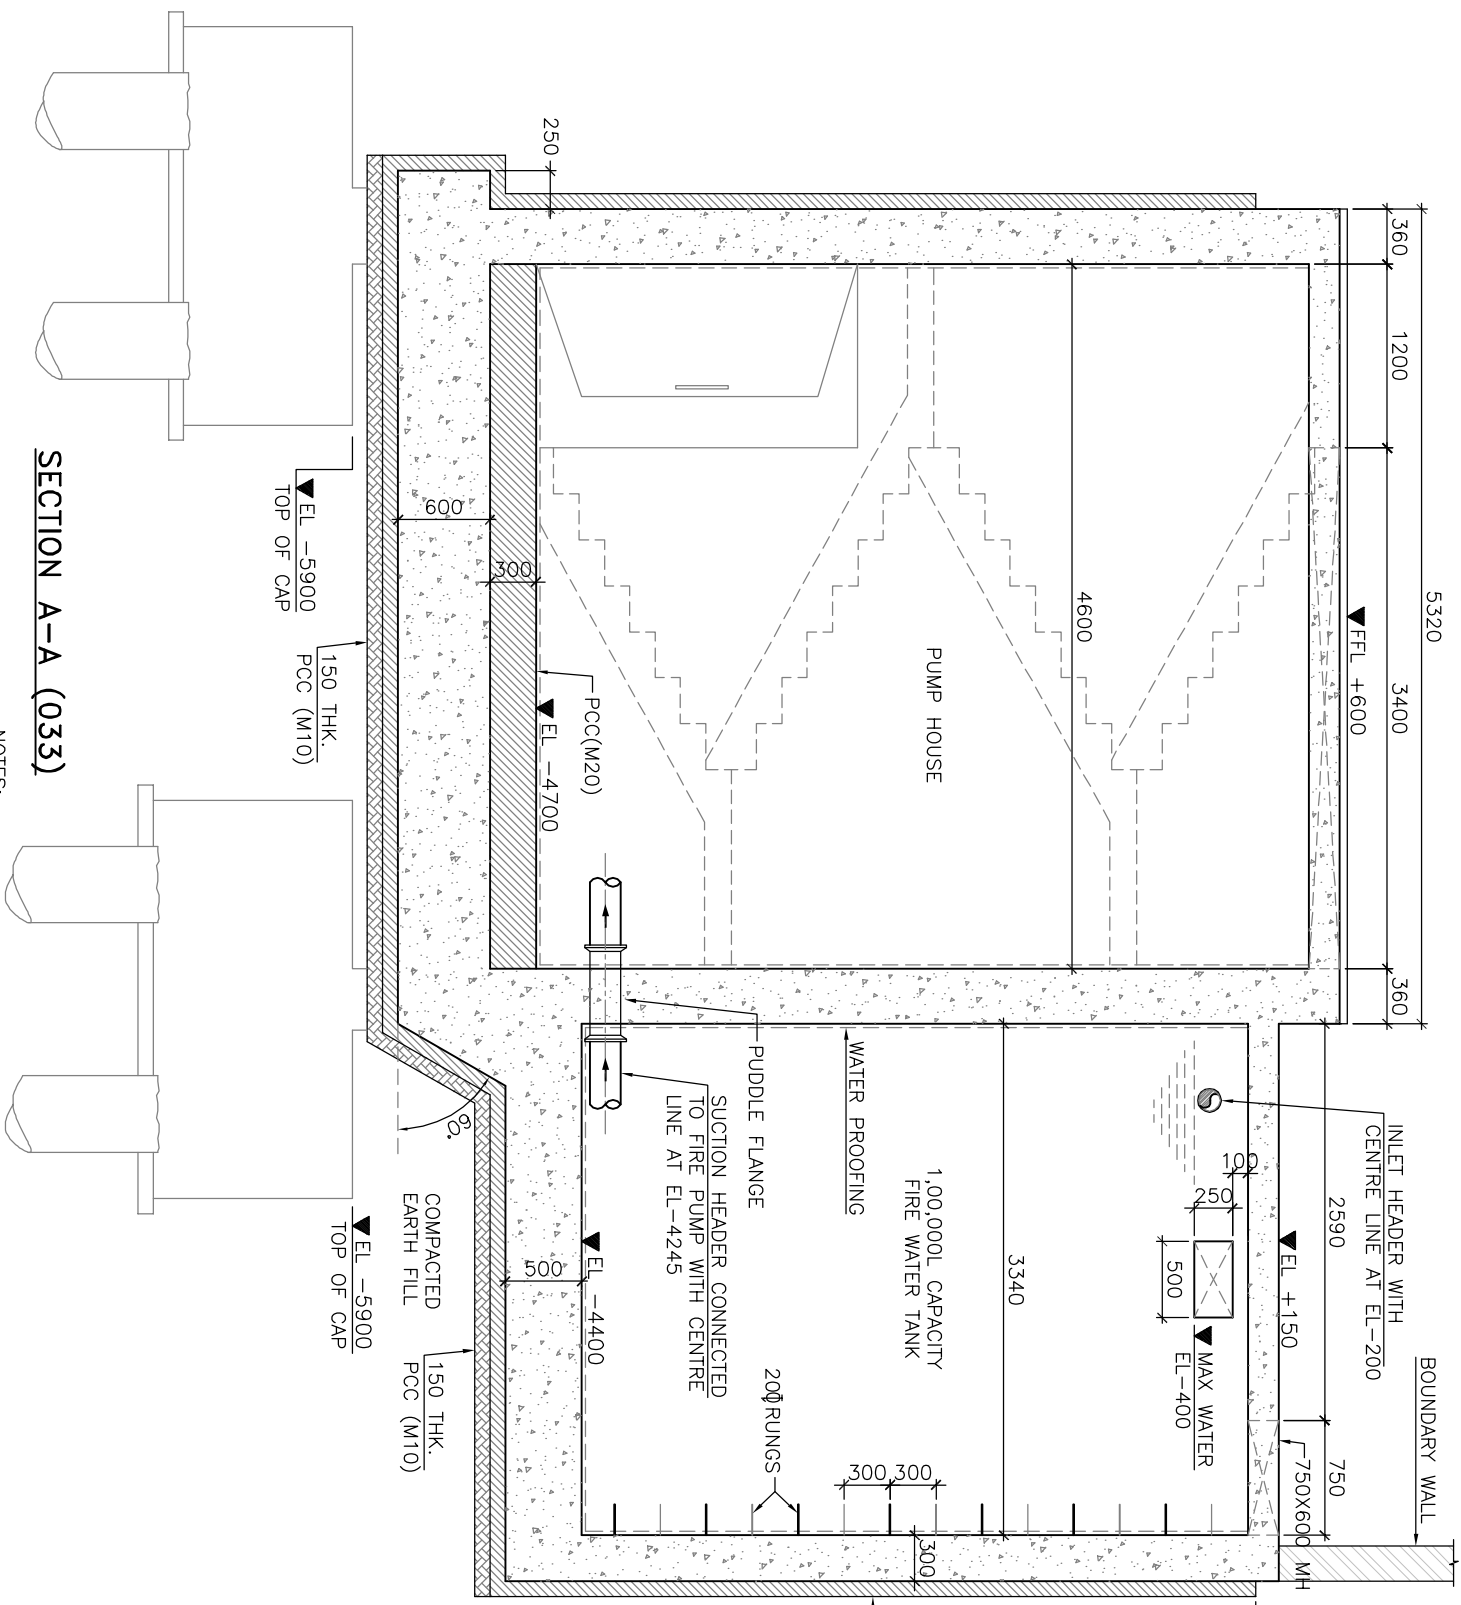 5320
360
1200
3400
360
▼FFL +600
INLET HEADER WITH
CENTRE LINE AT EL-200
BOUNDARY WALL
2590
750
▼EL +150
750X600 MH
100
250
500
▼MAX WATER
EL-400
250
4600
PUMP HOUSE
3340
1,00,000L CAPACITY
FIRE WATER TANK
WATER PROOFING
PUDDLE FLANGE
SUCTION HEADER CONNECTED
TO FIRE PUMP WITH CENTRE
LINE AT EL-4245
300
300
RUNGS
300
PCC(M20)
▼EL -4700
▼EL -4400
600
300
500
60°
COMPACTED
EARTH FILL
150 THK.
PCC (M10)
▼EL -5900
TOP OF CAP
150 THK.
PCC (M10)
▼EL -5900
TOP OF CAP
SECTION A-A (033)
NOTES: